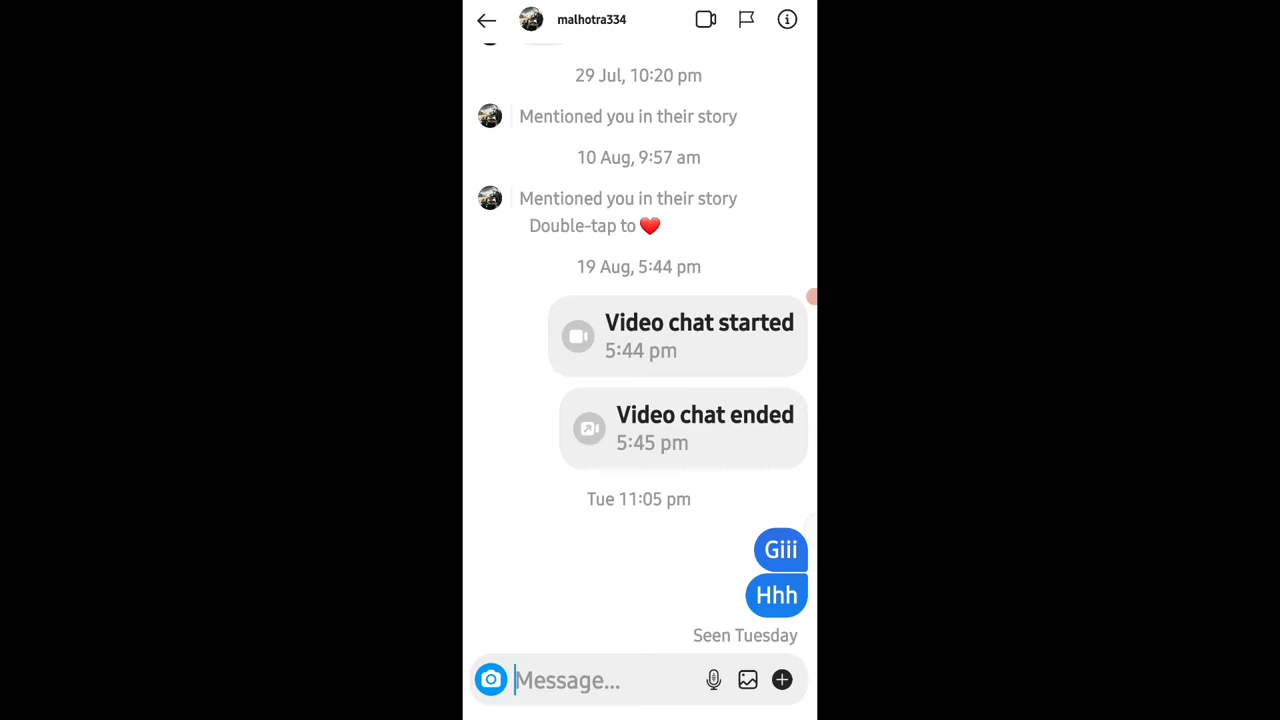 malhotra334
29 Jul, 10:20 pm
Mentioned you in their story
10 Aug, 9:57 am
Mentioned you in their story
Double-tap to ❤️
19 Aug, 5:44 pm
Video chat started
5:44 pm
Video chat ended
5:45 pm
Tue 11:05 pm
Giii
Hhh
Seen Tuesday
Message...